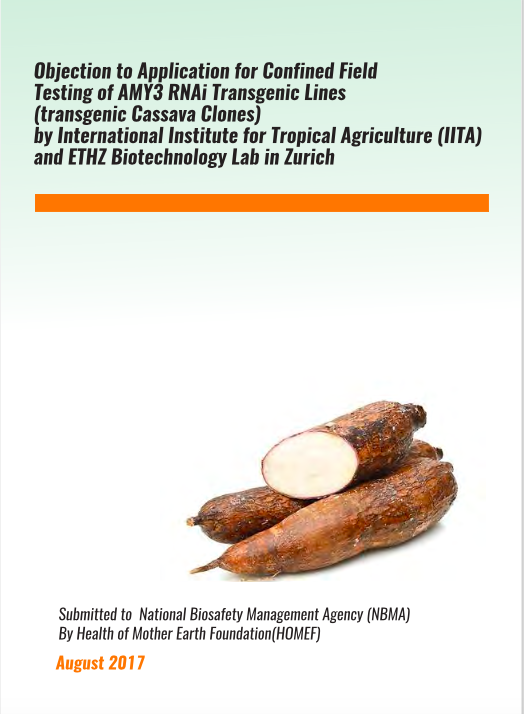 Objection to Application for Confined Field
Testing of AMY3 RNAi Transgenic Lines
(transgenic Cassava Clones)
by International Institute for Tropical Agriculture (IITA)
and ETHZ Biotechnology Lab in Zurich
Submitted to National Biosafety Management Agency (NBMA)
By Health of Mother Earth Foundation(HOMEF)
August 2017